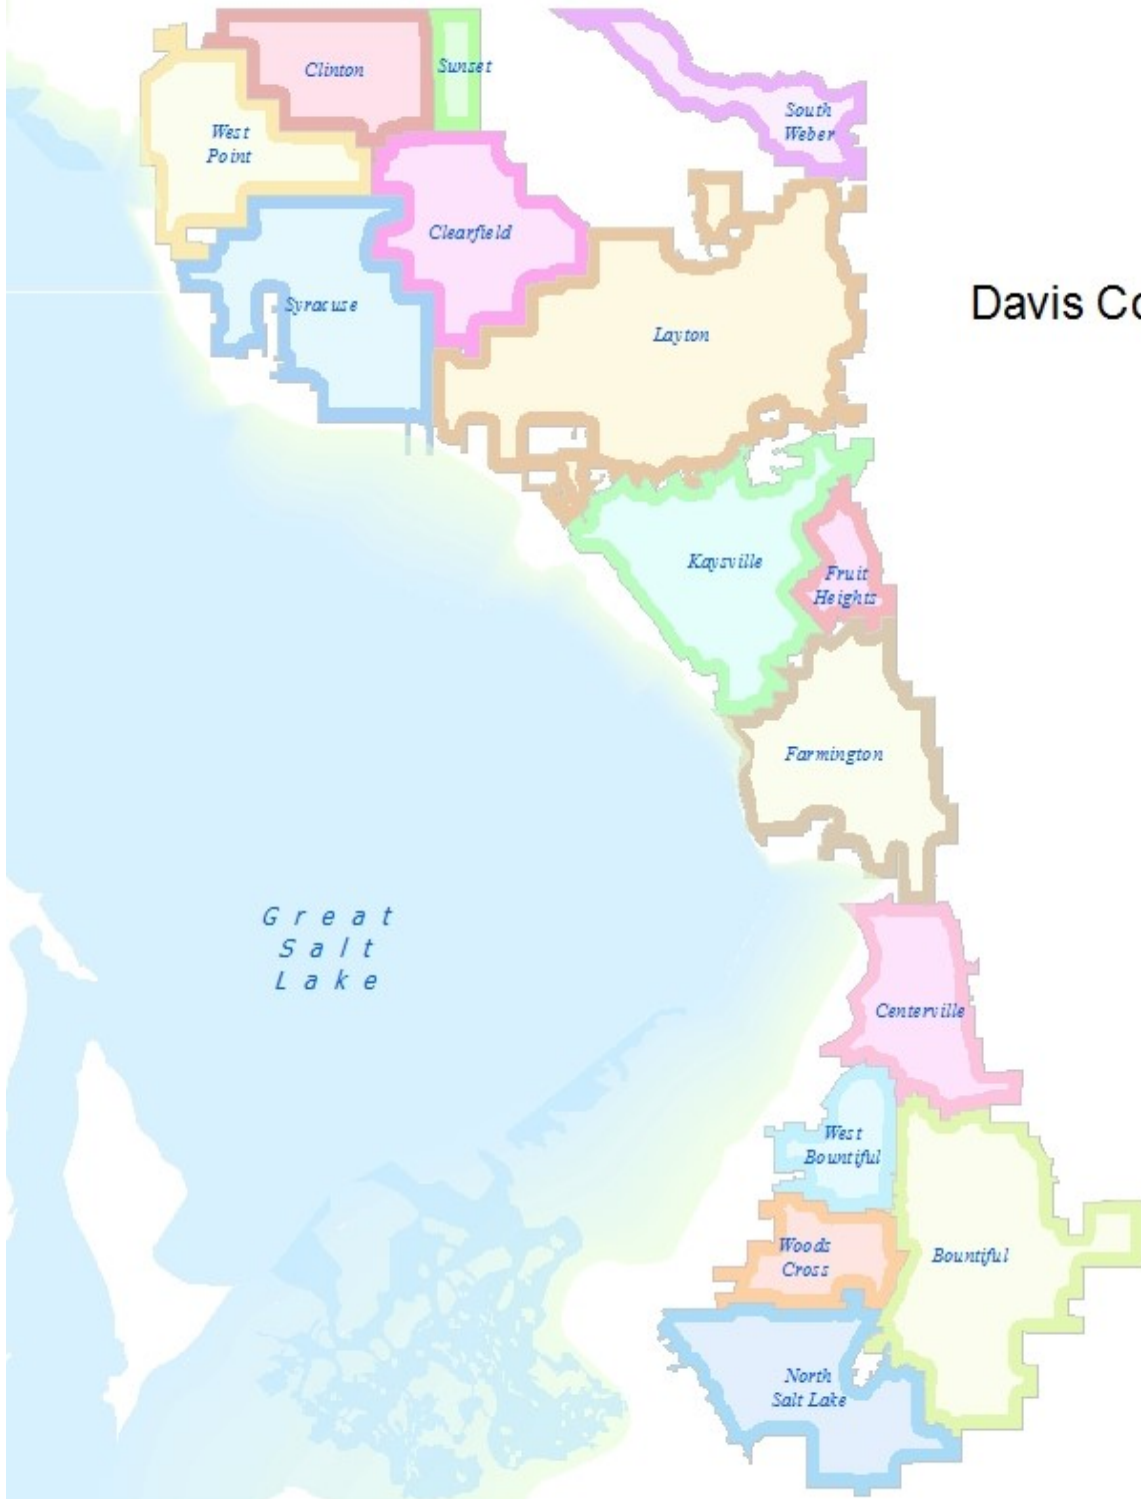 Clinton
Sunset
South
Weber
West
Point
Clearfield
Davis Co
Syracuse
Layton
Kaysville
Fruit
Heights
Farmington
Great
Salt
Lake
Centerville
West
Bountiful
Woods
Cross
Bountiful
North
Salt Lake